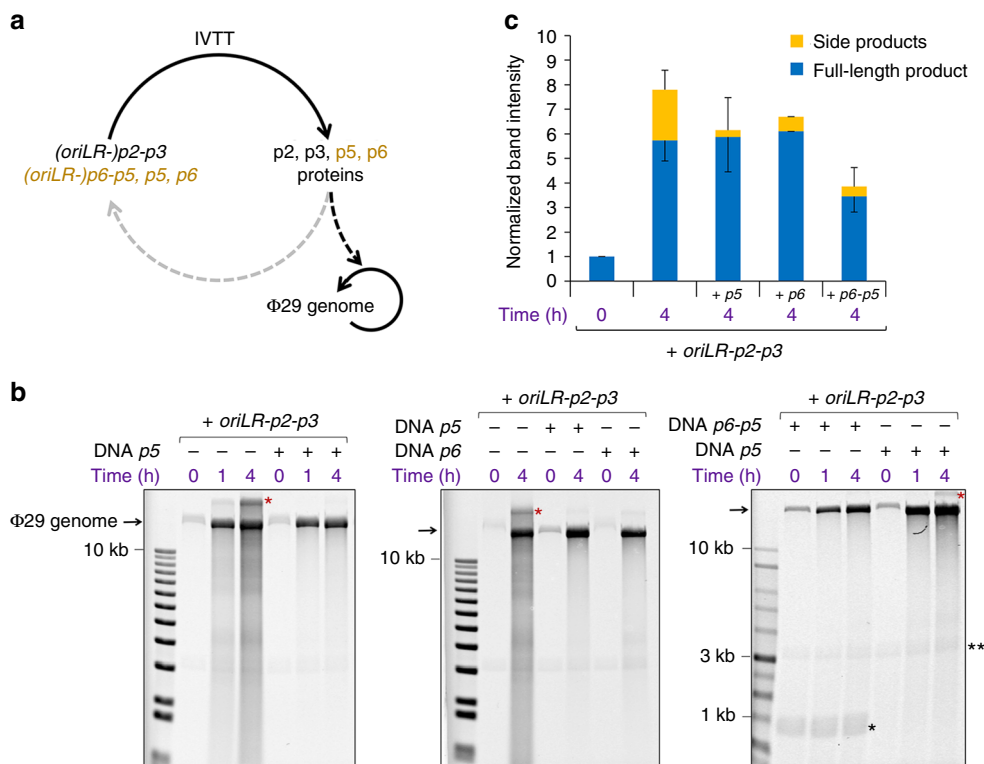 a
IVTT
(oriLR-)p2-p3
(oriLR-)p6-p5, p5, p6
p2, p3, p5, p6
proteins
Φ29 genome
c
Normalized band intensity
10
9
8
7
6
5
4
3
2
1
0
Side products
Full-length product
+ p5
+ p6
+ p6-p5
Time (h)
0
4
4
4
4
+ oriLR-p2-p3
b
+ oriLR-p2-p3
DNA p5 – – – + + +
Time (h) 0 1 4 0 1 4
*
Φ29 genome
10 kb
+ oriLR-p2-p3
DNA p5 – – + + – –
DNA p6 – – – – + +
Time (h) 0 4 0 4 0 4
*
10 kb
+ oriLR-p2-p3
DNA p6-p5 + + + – – –
DNA p5 – – – + + +
Time (h) 0 1 4 0 1 4
*
10 kb
3 kb
**
1 kb
*